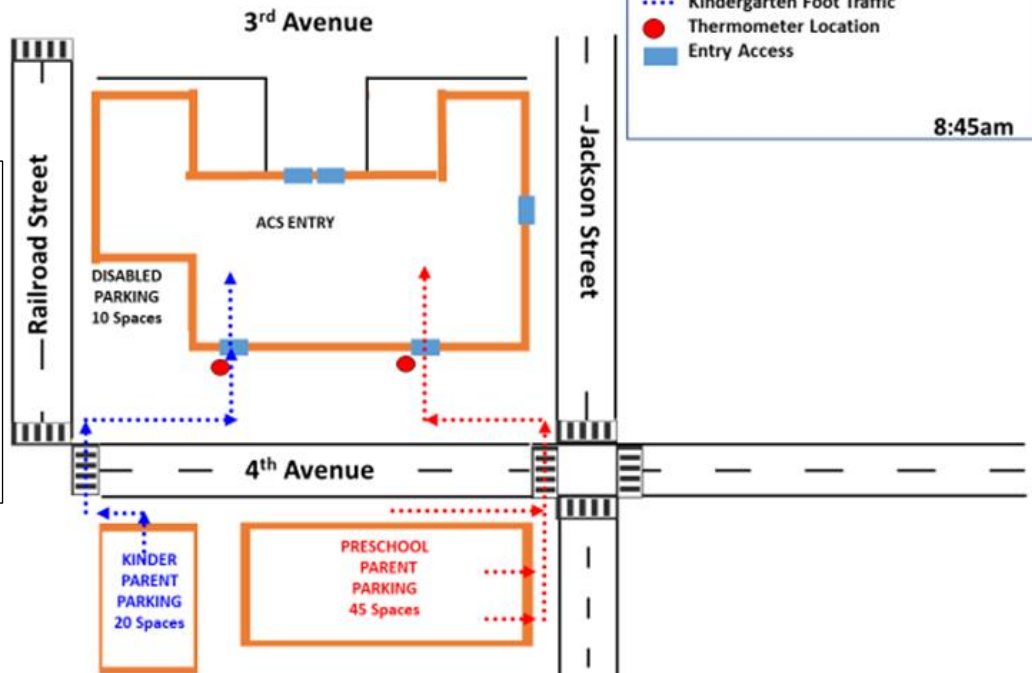 3rd Avenue
Kindergarten Foot Traffic
Thermometer Location
Entry Access
8:45am
Railroad Street
Jackson Street
ACS ENTRY
DISABLED
PARKING
10 Spaces
4th Avenue
KINDER
PARENT
PARKING
20 Spaces
PRESCHOOL
PARENT
PARKING
45 Spaces